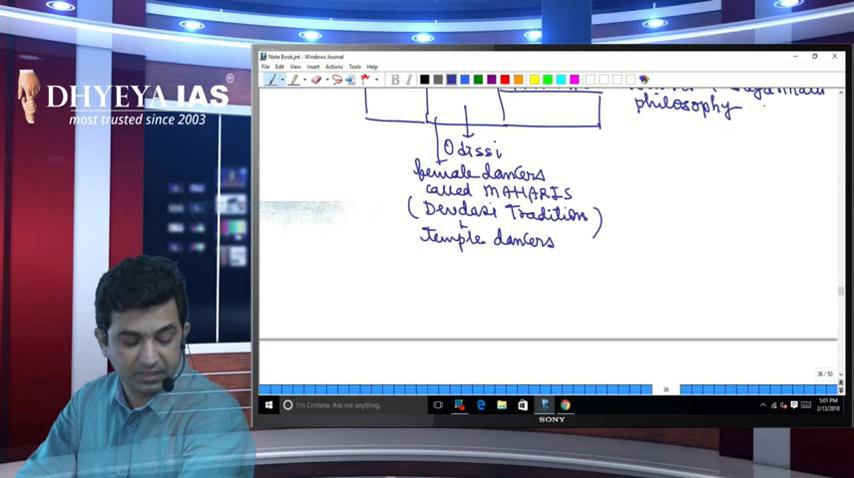 DHYEYA IAS®
most trusted since 2003
Note Book.jnt - Windows Journal
File Edit View Insert Actions Tools Help
B I
philosophy
Odissi
female dancers
called MAHARIS
(Devdasi Tradition)
temple dancers
36 / 50
36
I'm Cortana. Ask me anything.
5:01 PM
2/13/2018
SONY